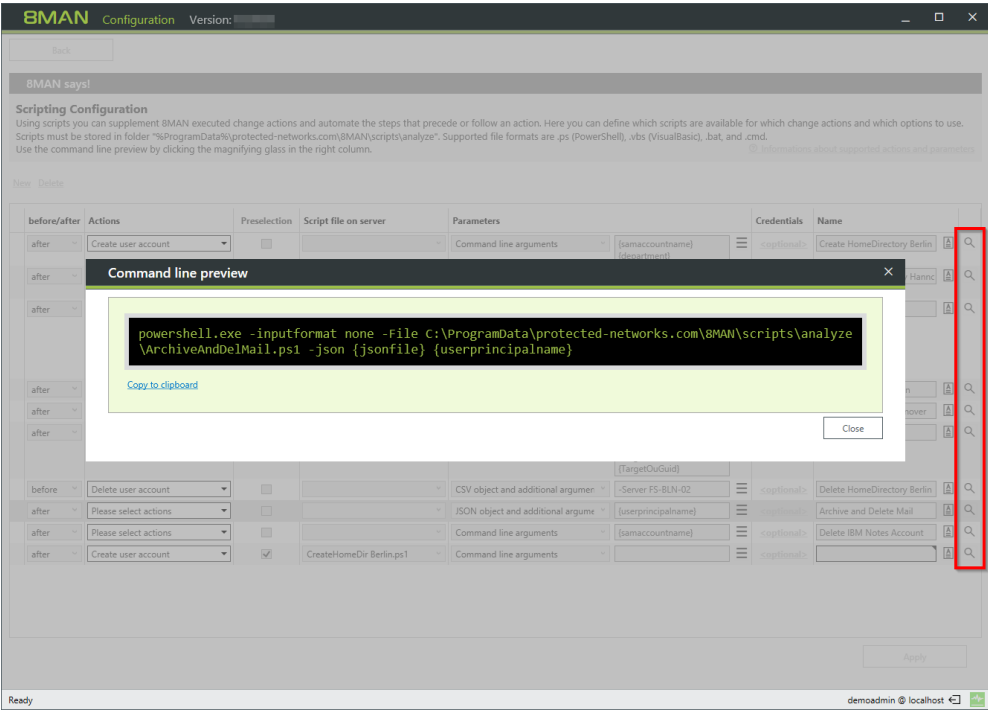 8MAN Configuration Version:
Back
8MAN says!
Scripting Configuration
Using scripts you can supplement 8MAN executed change actions and automate the steps that precede or follow an action. Here you can define which scripts are available for which change actions and which options to use.
Scripts must be stored in folder "%ProgramData%\protected-networks.com\8MAN\scripts\analyze". Supported file formats are .ps (PowerShell), .vbs (VisualBasic), .bat, and .cmd.
Use the command line preview by clicking the magnifying glass in the right column. Informations about supported actions and parameters
New Delete
before/after Actions Preselection Script file on server Parameters Credentials Name
after Create user account Command line arguments {samaccountname} <optional> Create HomeDirectory Berlin
{department}
after Hannc
after
Command line preview
powershell.exe -inputformat none -File C:\ProgramData\protected-networks.com\8MAN\scripts\analyze
\ArchiveAndDelMail.ps1 -json {jsonfile} {userprincipalname}
Copy to clipboard
Close
after
after nover
after
{TargetOuGuid}
before Delete user account CSV object and additional argumen -Server FS-BLN-02 <optional> Delete HomeDirectory Berlin
after Please select actions JSON object and additional argume {userprincipalname} <optional> Archive and Delete Mail
after Please select actions Command line arguments {samaccountname} <optional> Delete IBM Notes Account
after Create user account CreateHomeDir Berlin.ps1 Command line arguments <optional>
Apply
Ready demoadmin @ localhost